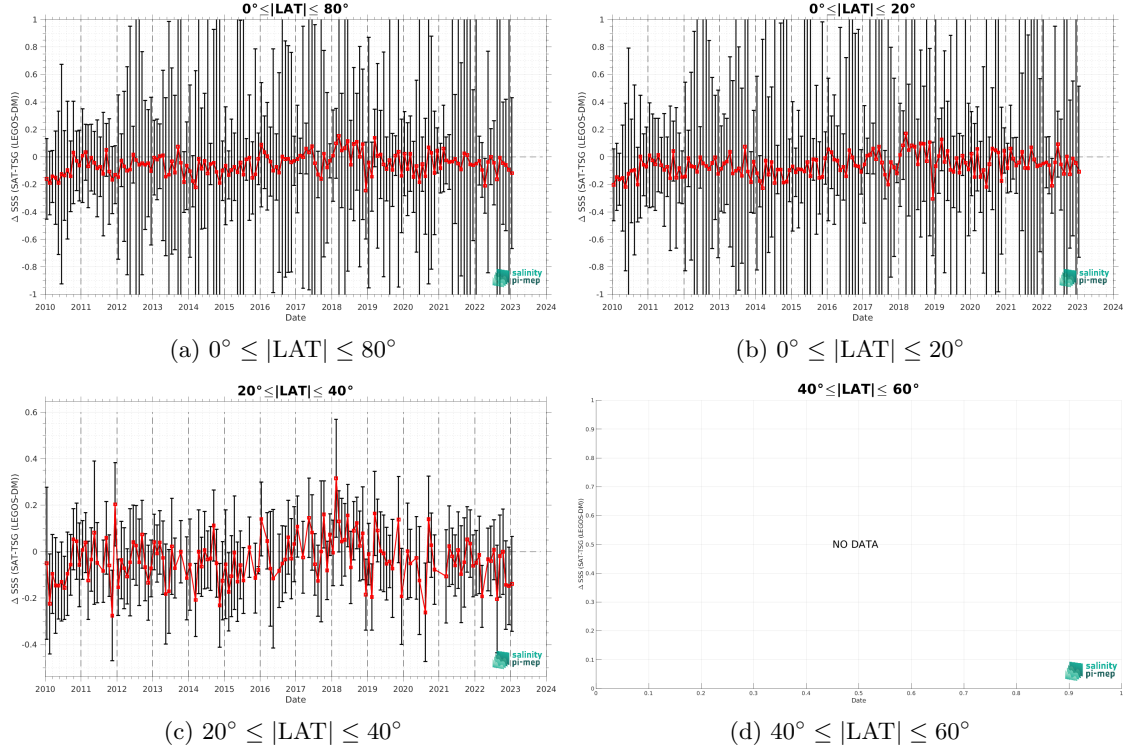 0°≤|LAT|≤ 80°
Δ SSS (SAT-TSG (LEGOS-DM))
1
0.8
0.6
0.4
0.2
0
-0.2
-0.4
-0.6
-0.8
-1
2010 2011 2012 2013 2014 2015 2016 2017 2018 2019 2020 2021 2022 2023 2024
Date
salinity
pi-mep
(a) 0° ≤ |LAT| ≤ 80°
0°≤|LAT|≤ 20°
Δ SSS (SAT-TSG (LEGOS-DM))
1
0.8
0.6
0.4
0.2
0
-0.2
-0.4
-0.6
-0.8
-1
2010 2011 2012 2013 2014 2015 2016 2017 2018 2019 2020 2021 2022 2023 2024
Date
salinity
pi-mep
(b) 0° ≤ |LAT| ≤ 20°
20°≤|LAT|≤ 40°
Δ SSS (SAT-TSG (LEGOS-DM))
0.6
0.4
0.2
0
-0.2
-0.4
2010 2011 2012 2013 2014 2015 2016 2017 2018 2019 2020 2021 2022 2023 2024
Date
salinity
pi-mep
(c) 20° ≤ |LAT| ≤ 40°
40°≤|LAT|≤ 60°
Δ SSS (SAT-TSG (LEGOS-DM))
1
0.9
0.8
0.7
0.6
0.5
0.4
0.3
0.2
0.1
0
NO DATA
0 0.1 0.2 0.3 0.4 0.5 0.6 0.7 0.8 0.9 1
Date
salinity
pi-mep
(d) 40° ≤ |LAT| ≤ 60°